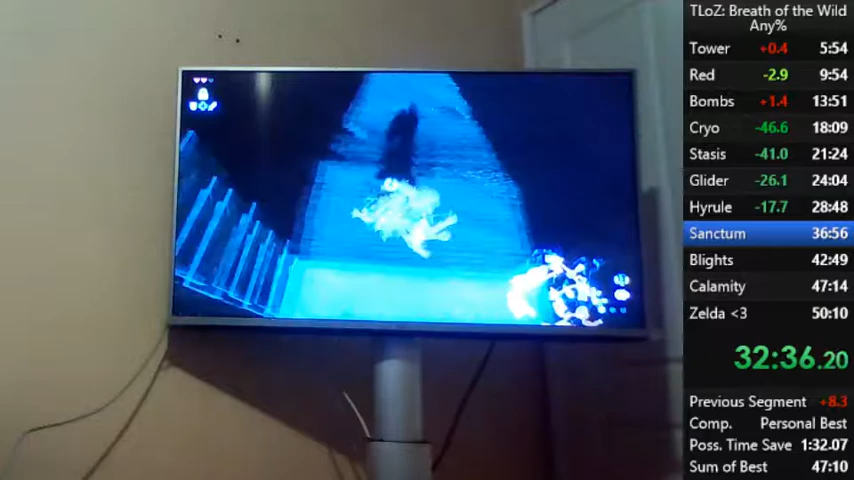 TLoZ: Breath of the Wild
Any%
Tower +0.4 5:54
Red -2.9 9:54
Bombs +1.4 13:51
Cryo -46.6 18:09
Stasis -41.0 21:24
Glider -26.1 24:04
Hyrule -17.7 28:48
Sanctum 36:56
Blights 42:49
Calamity 47:14
Zelda <3 50:10
32:36.20
Previous Segment +8.3
Comp. Personal Best
Poss. Time Save 1:32.07
Sum of Best 47:10